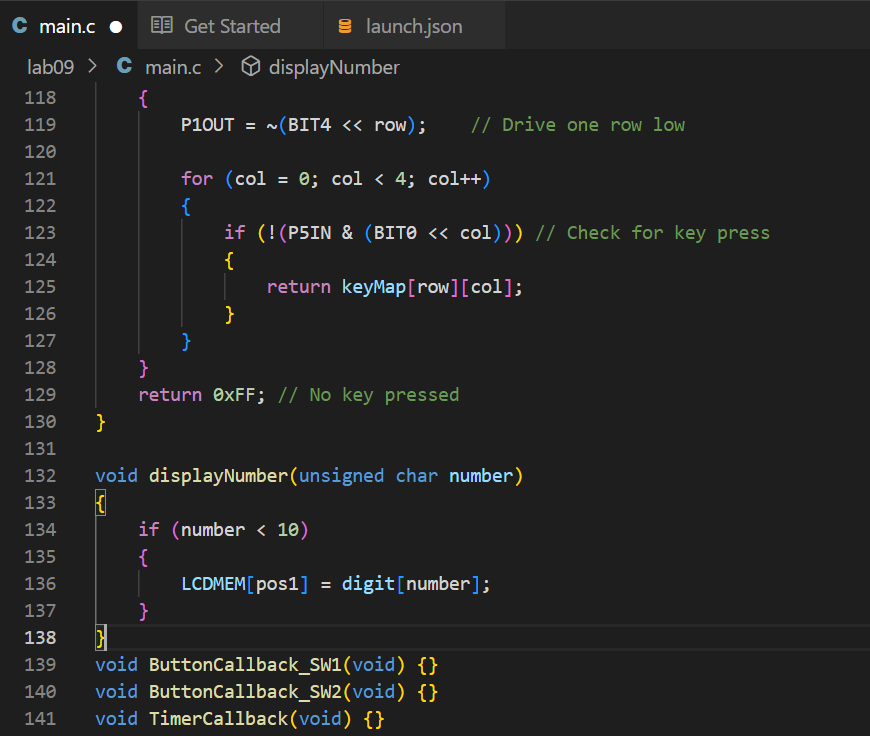 C main.c ● Get Started launch.json
lab09 > C main.c > displayNumber
118 {
119 P1OUT = ~(BIT4 << row); // Drive one row low
120
121 for (col = 0; col < 4; col++)
122 {
123 if (!(P5IN & (BIT0 << col))) // Check for key press
124 {
125 return keyMap[row][col];
126 }
127 }
128 }
129 return 0xFF; // No key pressed
130 }
131
132 void displayNumber(unsigned char number)
133 {
134 if (number < 10)
135 {
136 LCDMEM[pos1] = digit[number];
137 }
138 }
139 void ButtonCallback_SW1(void) {}
140 void ButtonCallback_SW2(void) {}
141 void TimerCallback(void) {}